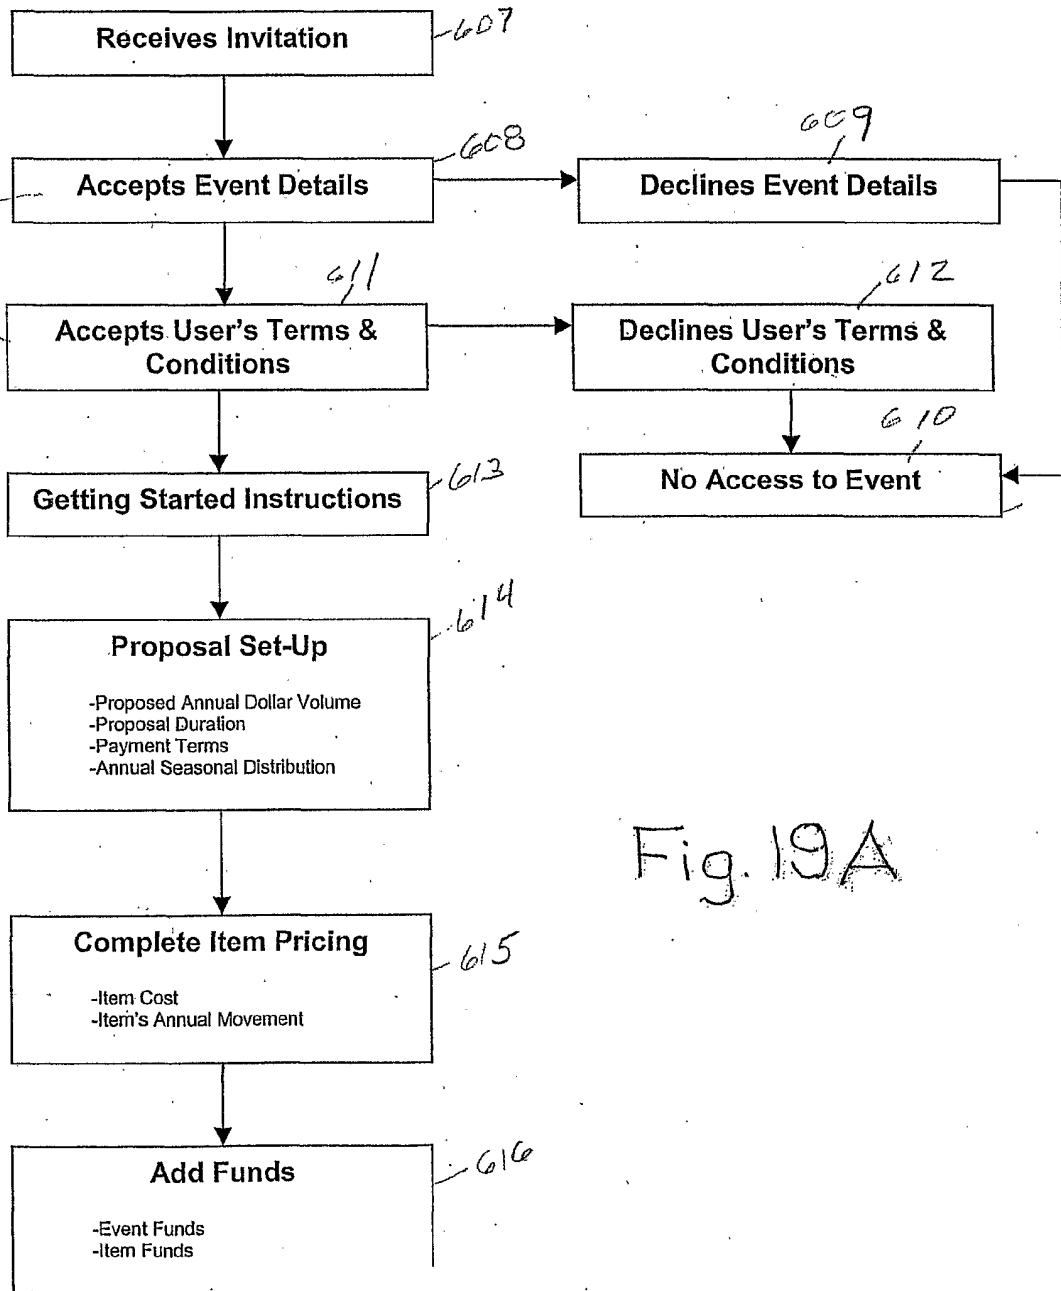 Receives Invitation
607
Accepts Event Details
608
Declines Event Details
609
Accepts User's Terms &
Conditions
611
Declines User's Terms &
Conditions
612
No Access to Event
610
Getting Started Instructions
613
Proposal Set-Up
-Proposed Annual Dollar Volume
-Proposal Duration
-Payment Terms
-Annual Seasonal Distribution
614
Complete Item Pricing
-Item Cost
-Item's Annual Movement
615
Add Funds
-Event Funds
-Item Funds
616
Fig. 19A